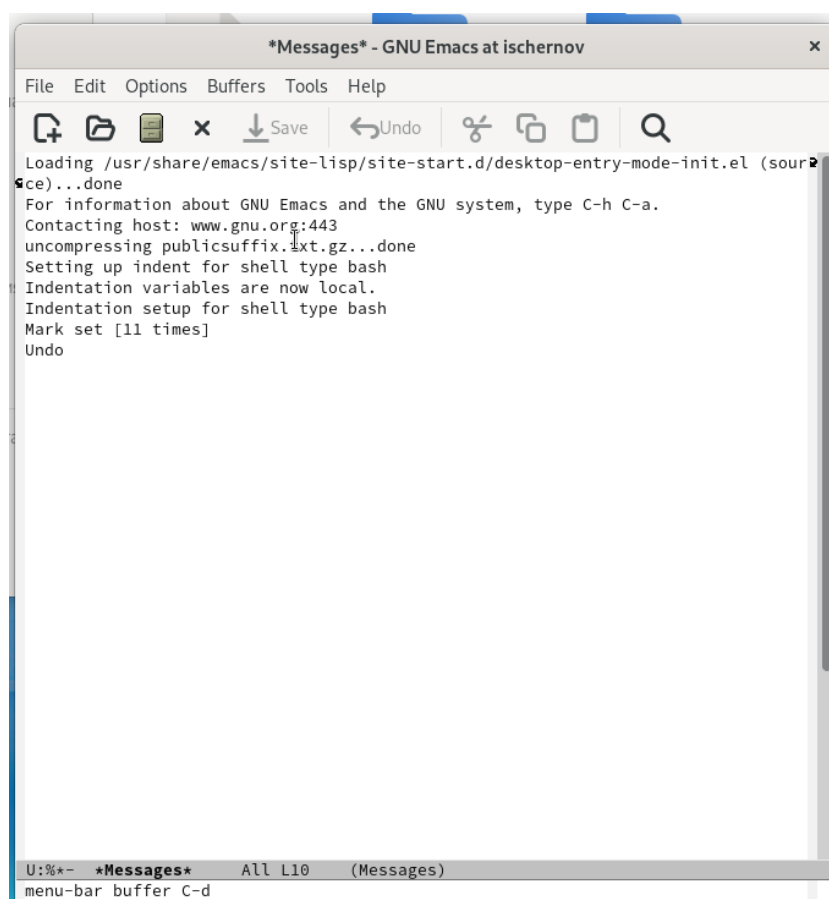 *Messages* - GNU Emacs at ischernov
File Edit Options Buffers Tools Help
Save Undo
Loading /usr/share/emacs/site-lisp/site-start.d/desktop-entry-mode-init.el (sour
ce)...done
For information about GNU Emacs and the GNU system, type C-h C-a.
Contacting host: www.gnu.org:443
uncompressing publicsuffix.txt.gz...done
Setting up indent for shell type bash
Indentation variables are now local.
Indentation setup for shell type bash
Mark set [11 times]
Undo
U:%*- *Messages* All L10 (Messages)
menu-bar buffer C-d